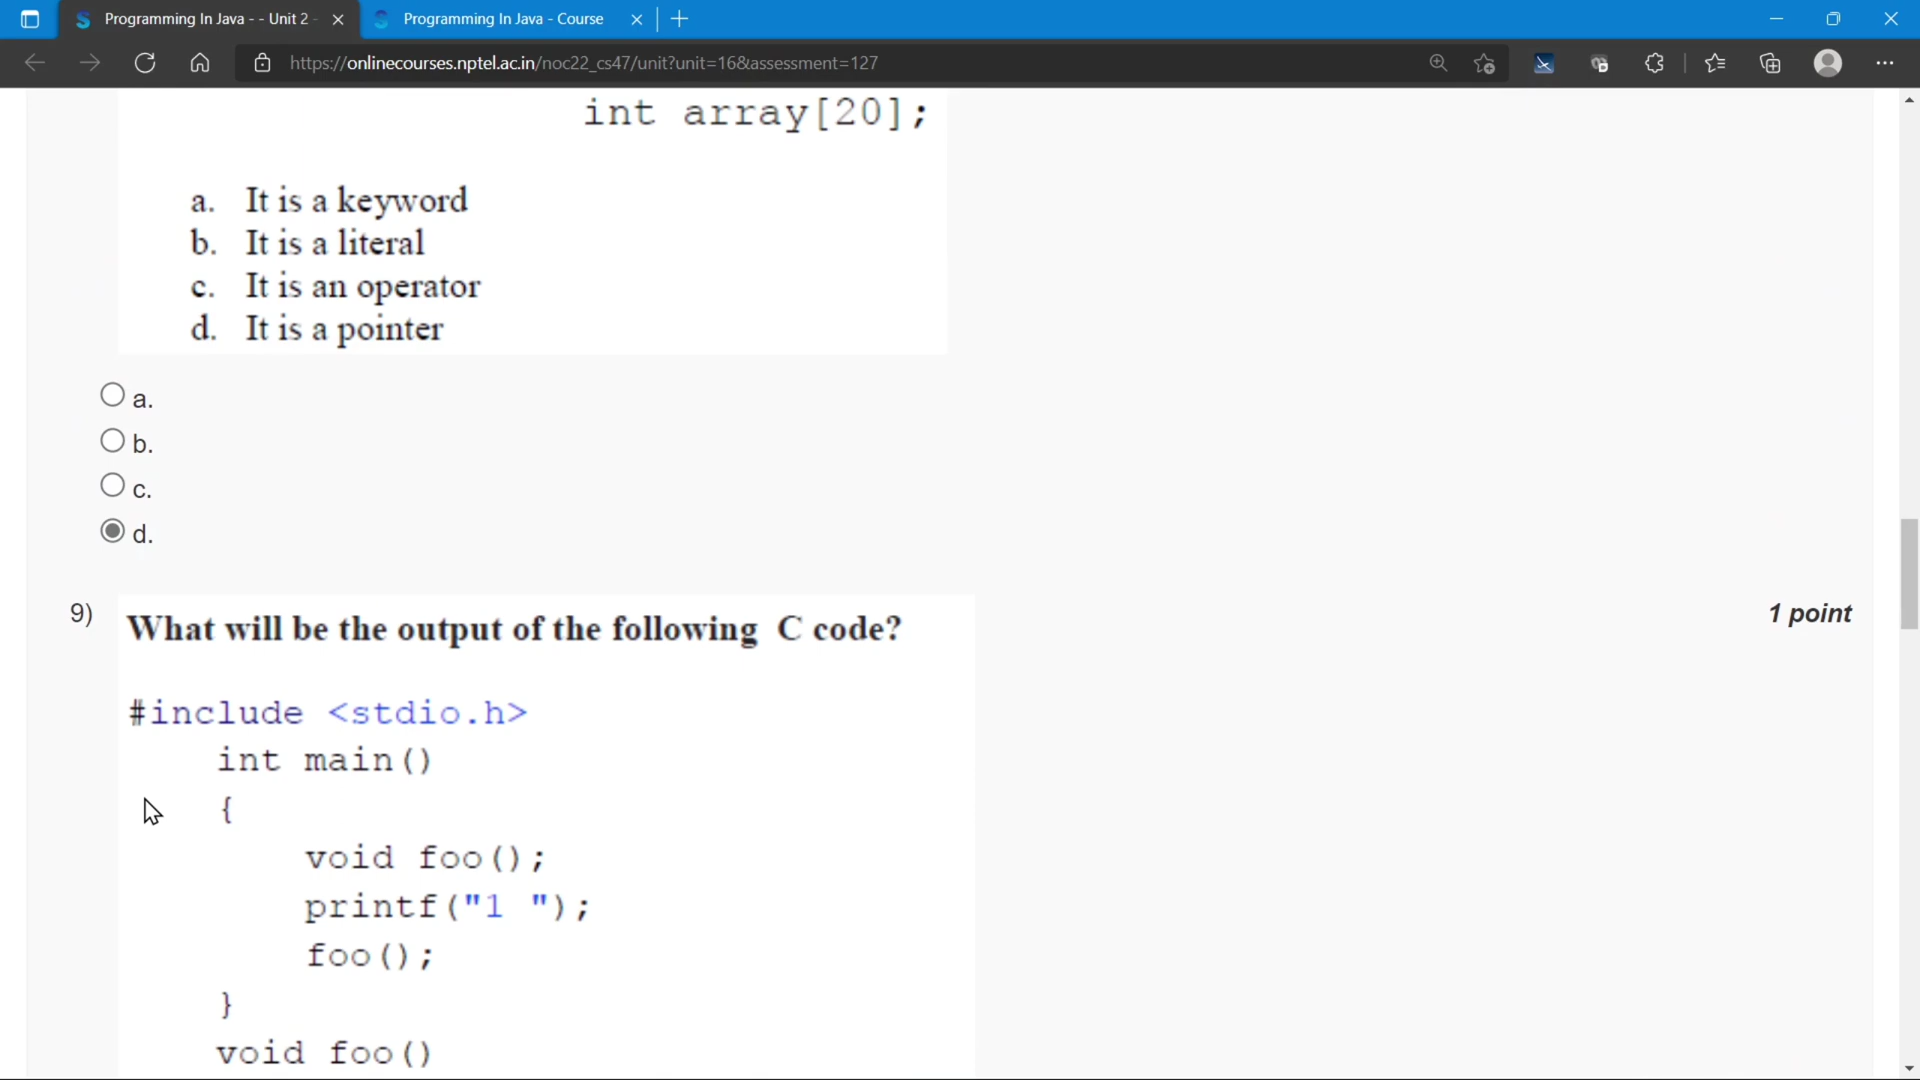 Programming In Java - - Unit 2 -
Programming In Java - Course
https://onlinecourses.nptel.ac.in/noc22_cs47/unit?unit=16&assessment=127
int array[20];
a. It is a keyword
b. It is a literal
c. It is an operator
d. It is a pointer
a.
b.
c.
d.
9) What will be the output of the following C code?
1 point
#include <stdio.h>
int main()
{
void foo();
printf("1 ");
foo();
}
void foo()